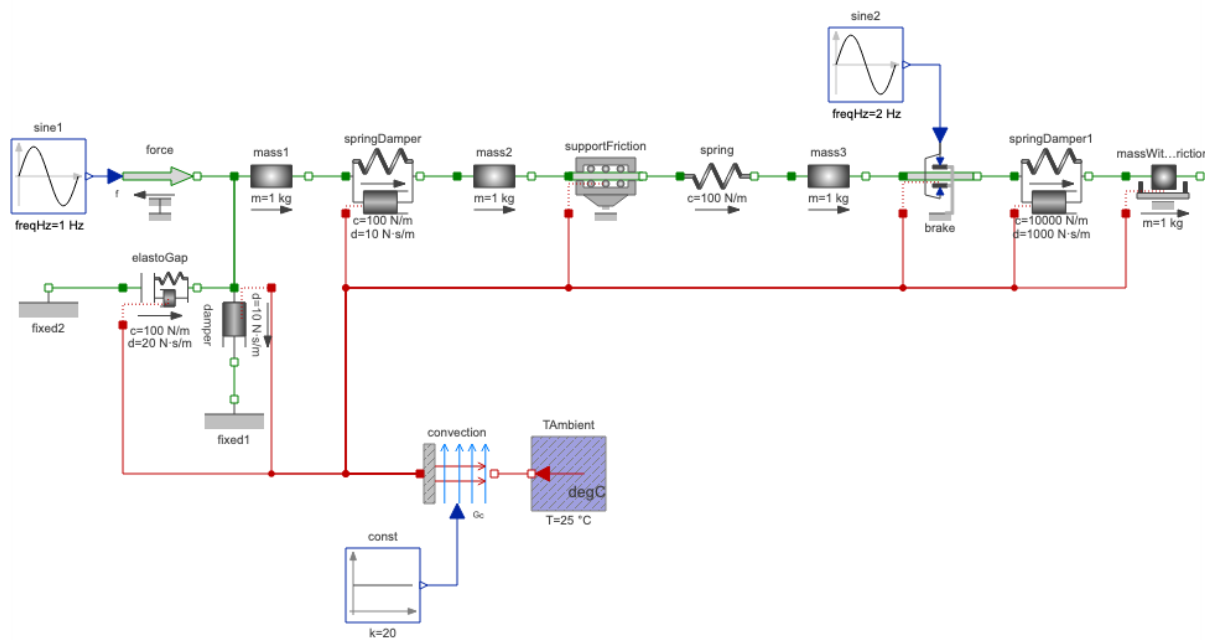 sine2
freqHz=2 Hz
sine1
freqHz=1 Hz
force
f
mass1
m=1 kg
springDamper
c=100 N/m
d=10 N·s/m
mass2
m=1 kg
supportFriction
spring
c=100 N/m
mass3
m=1 kg
brake
springDamper1
c=10000 N/m
d=1000 N·s/m
massWit...riction
m=1 kg
elastoGap
c=100 N/m
d=20 N·s/m
fixed2
damper
d=10 N·s/m
fixed1
convection
Gc
TAmbient
degC
T=25 °C
const
k=20